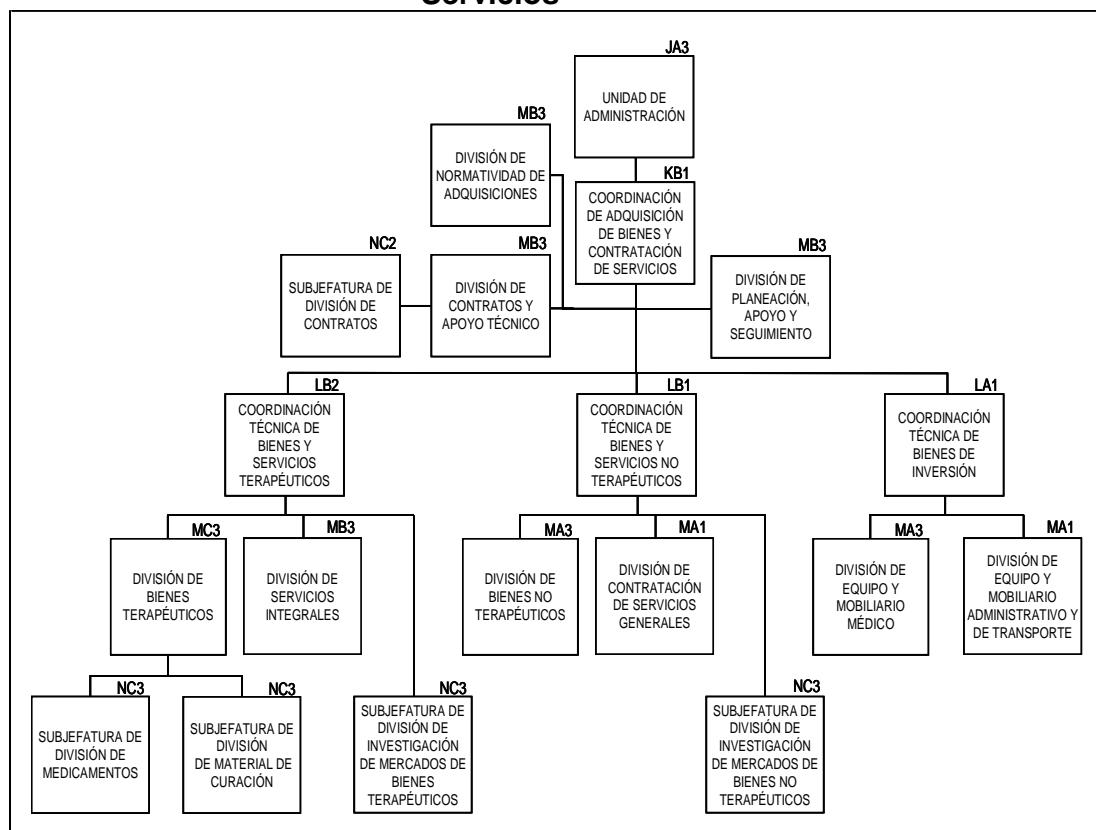 Servicios
JA3
UNIDAD DE
ADMINISTRACIÓN
MB3
DIVISIÓN DE
NORMATIVIDAD DE
ADQUISICIONES
KB1
COORDINACIÓN
DE ADQUISICIÓN
DE BIENES Y
CONTRATACIÓN
DE SERVICIOS
NC2
SUBJEFATURA DE
DIVISIÓN DE
CONTRATOS
MB3
DIVISIÓN DE
CONTRATOS Y
APOYO TÉCNICO
MB3
DIVISIÓN DE
PLANEACIÓN,
APOYO Y
SEGUIMIENTO
LB2
COORDINACIÓN
TÉCNICA DE
BIENES Y
SERVICIOS
TERAPÉUTICOS
LB1
COORDINACIÓN
TÉCNICA DE
BIENES Y
SERVICIOS NO
TERAPÉUTICOS
LA1
COORDINACIÓN
TÉCNICA DE
BIENES DE
INVERSIÓN
MC3
DIVISIÓN DE
BIENES
TERAPÉUTICOS
MB3
DIVISIÓN DE
SERVICIOS
INTEGRALES
MA3
DIVISIÓN DE
BIENES NO
TERAPÉUTICOS
MA1
DIVISIÓN DE
CONTRATACIÓN
DE SERVICIOS
GENERALES
MA3
DIVISIÓN DE
EQUIPO Y
MOBILIARIO
MÉDICO
MA1
DIVISIÓN DE
EQUIPO Y
MOBILIARIO
ADMINISTRATIVO Y
DE TRANSPORTE
NC3
SUBJEFATURA DE
DIVISIÓN DE
MEDICAMENTOS
NC3
SUBJEFATURA DE
DIVISIÓN
DE MATERIAL DE
CURACIÓN
NC3
SUBJEFATURA DE
DIVISIÓN DE
INVESTIGACIÓN
DE MERCADOS DE
BIENES
TERAPÉUTICOS
NC3
SUBJEFATURA DE
DIVISIÓN DE
INVESTIGACIÓN
DE MERCADOS DE
BIENES NO
TERAPÉUTICOS